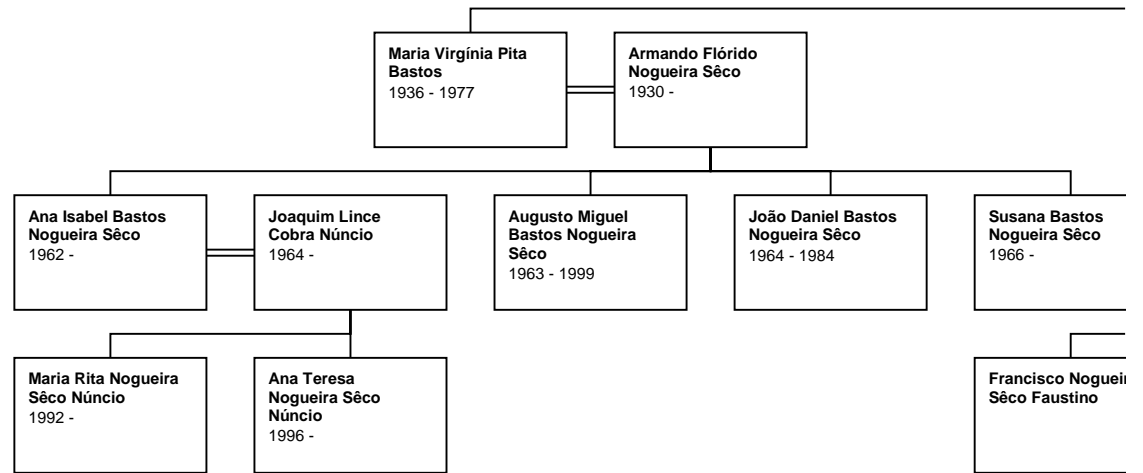 Maria Virgínia Pita
Bastos
1936 - 1977
Armando Flórido
Nogueira Sêco
1930 -
Ana Isabel Bastos
Nogueira Sêco
1962 -
Joaquim Lince
Cobra Núncio
1964 -
Augusto Miguel
Bastos Nogueira
Sêco
1963 - 1999
João Daniel Bastos
Nogueira Sêco
1964 - 1984
Susana Bastos
Nogueira Sêco
1966 -
Maria Rita Nogueira
Sêco Núncio
1992 -
Ana Teresa
Nogueira Sêco
Núncio
1996 -
Francisco Nogueir
Sêco Faustino